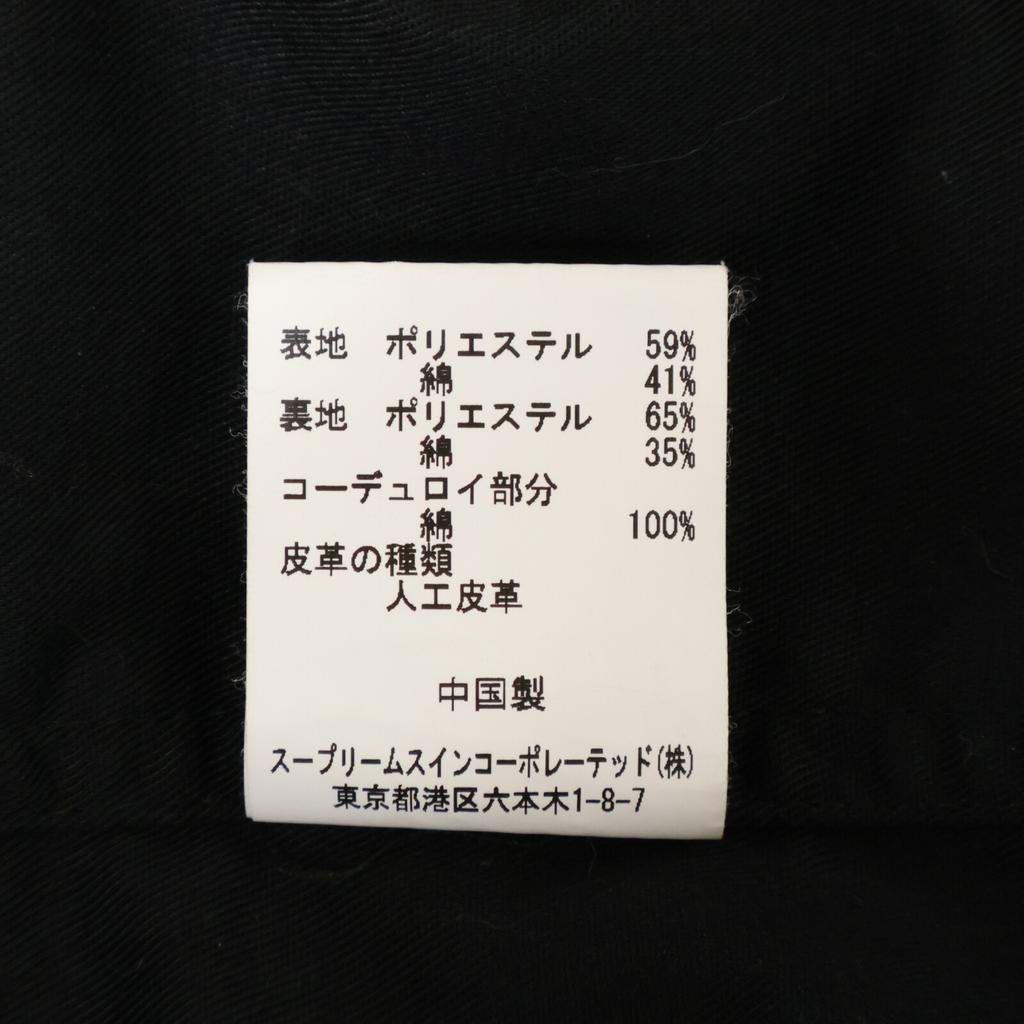 表地 ポリエステル 59%
綿 41%
裏地 ポリエステル 65%
綿 35%
コーデュロイ部分
綿 100%
皮革の種類
人工皮革
中国製
スープリームスインコーポレーテッド(株)
東京都港区六本木1-8-7